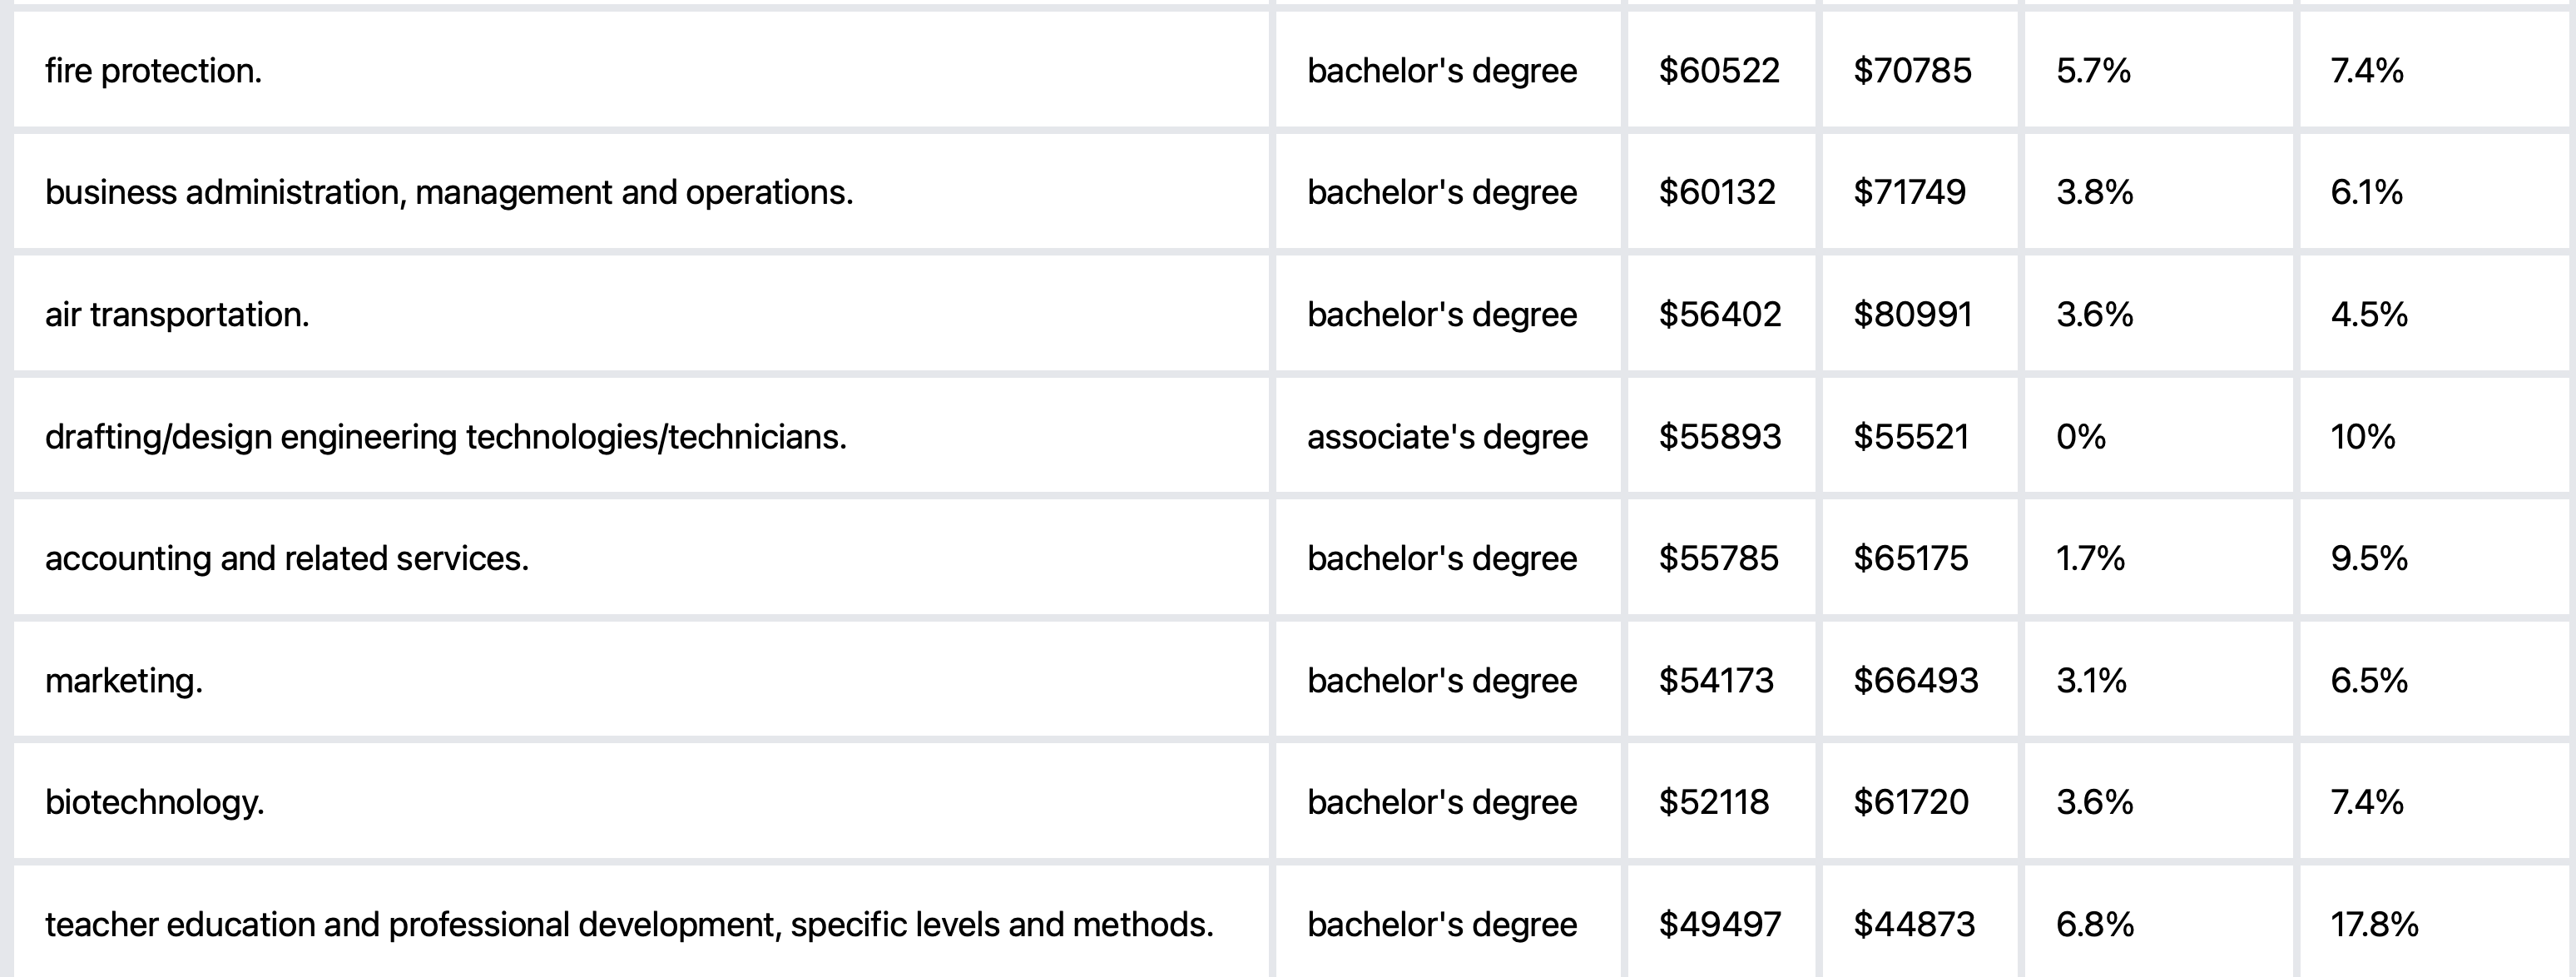 fire protection. bachelor's degree $60522 $70785 5.7% 7.4%
business administration, management and operations. bachelor's degree $60132 $71749 3.8% 6.1%
air transportation. bachelor's degree $56402 $80991 3.6% 4.5%
drafting/design engineering technologies/technicians. associate's degree $55893 $55521 0% 10%
accounting and related services. bachelor's degree $55785 $65175 1.7% 9.5%
marketing. bachelor's degree $54173 $66493 3.1% 6.5%
biotechnology. bachelor's degree $52118 $61720 3.6% 7.4%
teacher education and professional development, specific levels and methods. bachelor's degree $49497 $44873 6.8% 17.8%